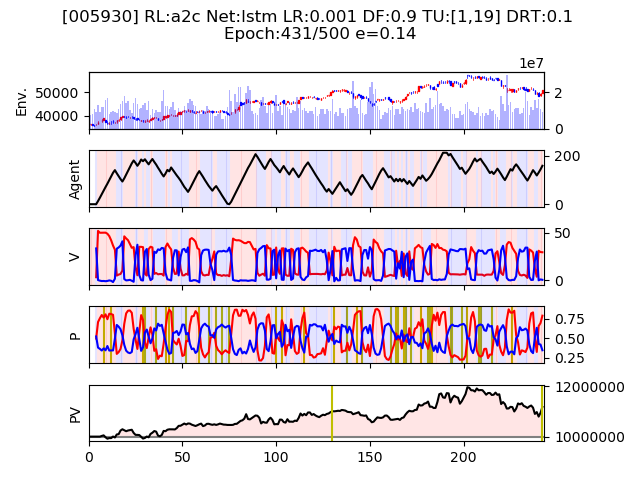 [005930] RL:a2c Net:lstm LR:0.001 DF:0.9 TU:[1,19] DRT:0.1
Epoch:431/500 e=0.14
1e7
Env.
50000
40000
2
0
Agent
200
0
V
50
0
P
0.75
0.50
0.25
PV
12000000
10000000
0 50 100 150 200